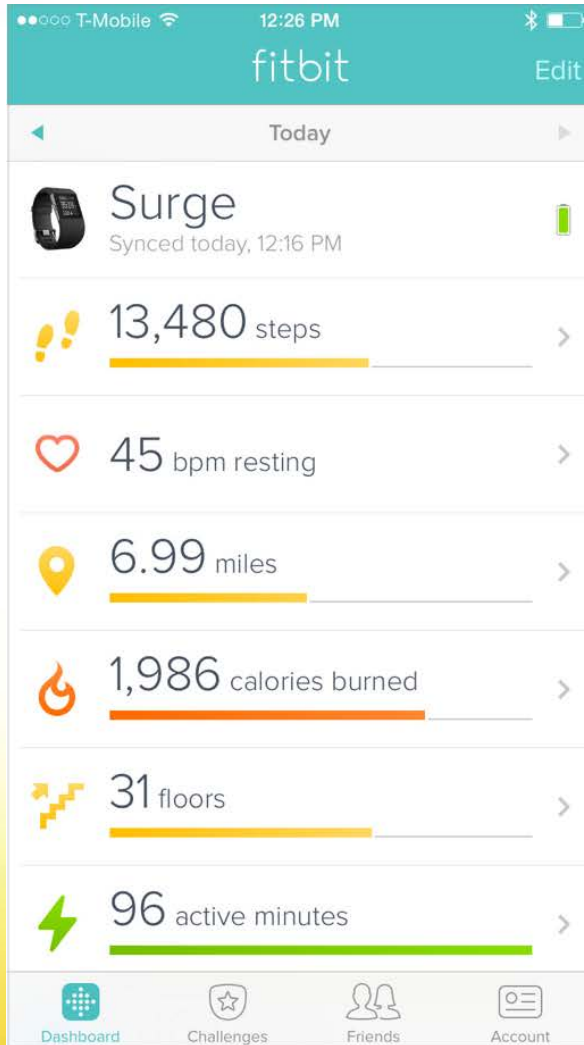 T-Mobile 12:26 PM
fitbit Edit
Today
Surge
Synced today, 12:16 PM
13,480 steps
45 bpm resting
6.99 miles
1,986 calories burned
31 floors
96 active minutes
Dashboard Challenges Friends Account